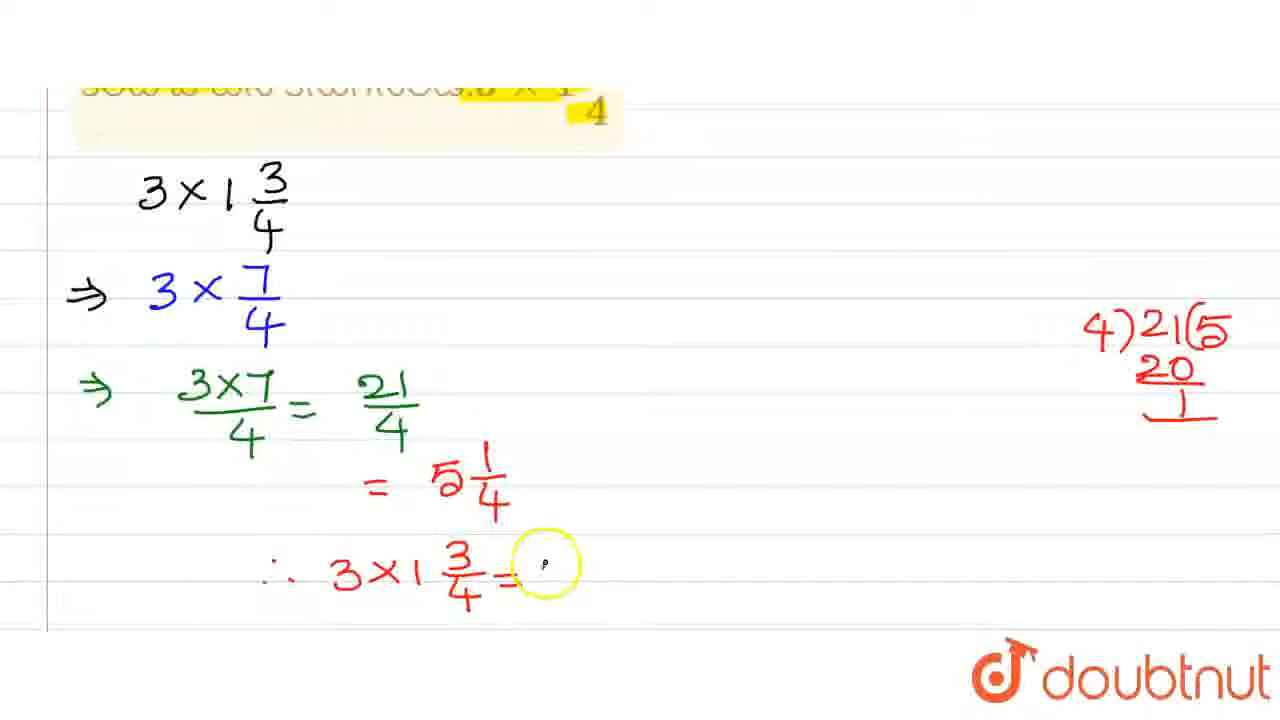 4
3 × 1 3/4
⇒ 3 × 7/4
⇒ 3×7/4 = 21/4
= 5 1/4
∴ 3 × 1 3/4 =
4)21(5
20
1
doubtnut